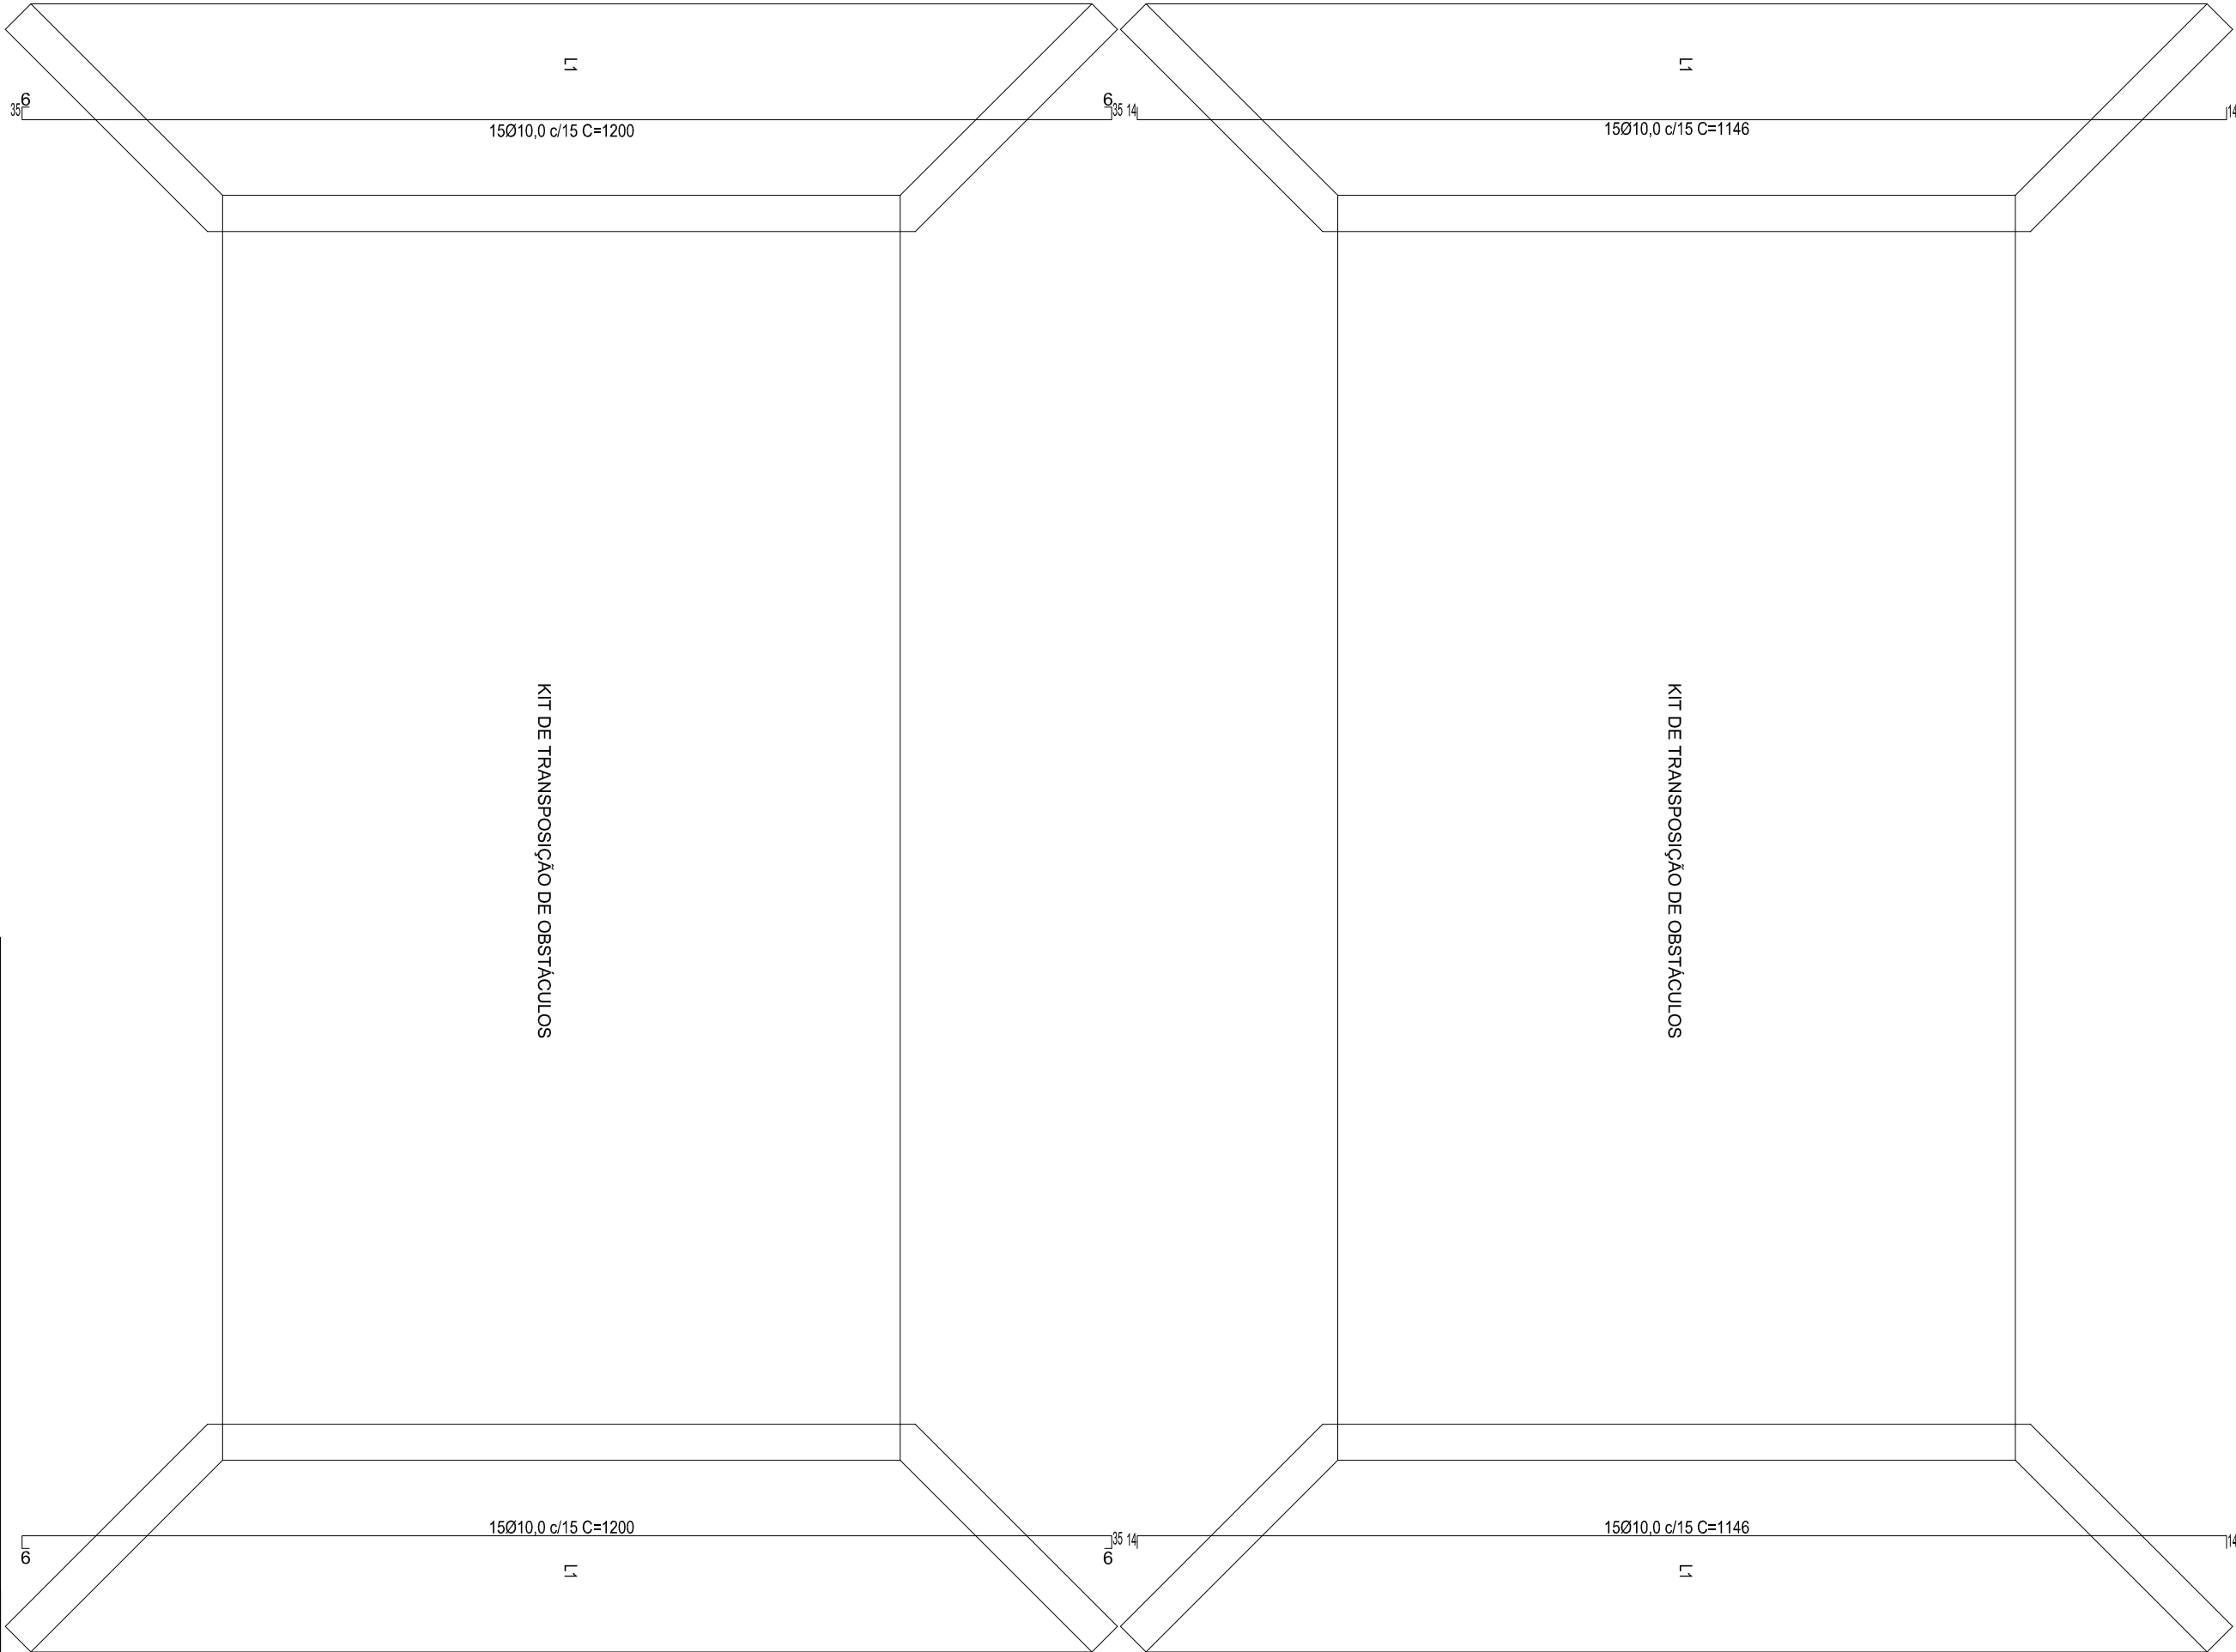 L1
L1
6
6
35
35 14
14
15Ø10,0 c/15 C=1200
15Ø10,0 c/15 C=1146
KIT DE TRANSPOSIÇÃO DE OBSTÁCULOS
KIT DE TRANSPOSIÇÃO DE OBSTÁCULOS
15Ø10,0 c/15 C=1200
15Ø10,0 c/15 C=1146
35 14
14
6
6
L1
L1